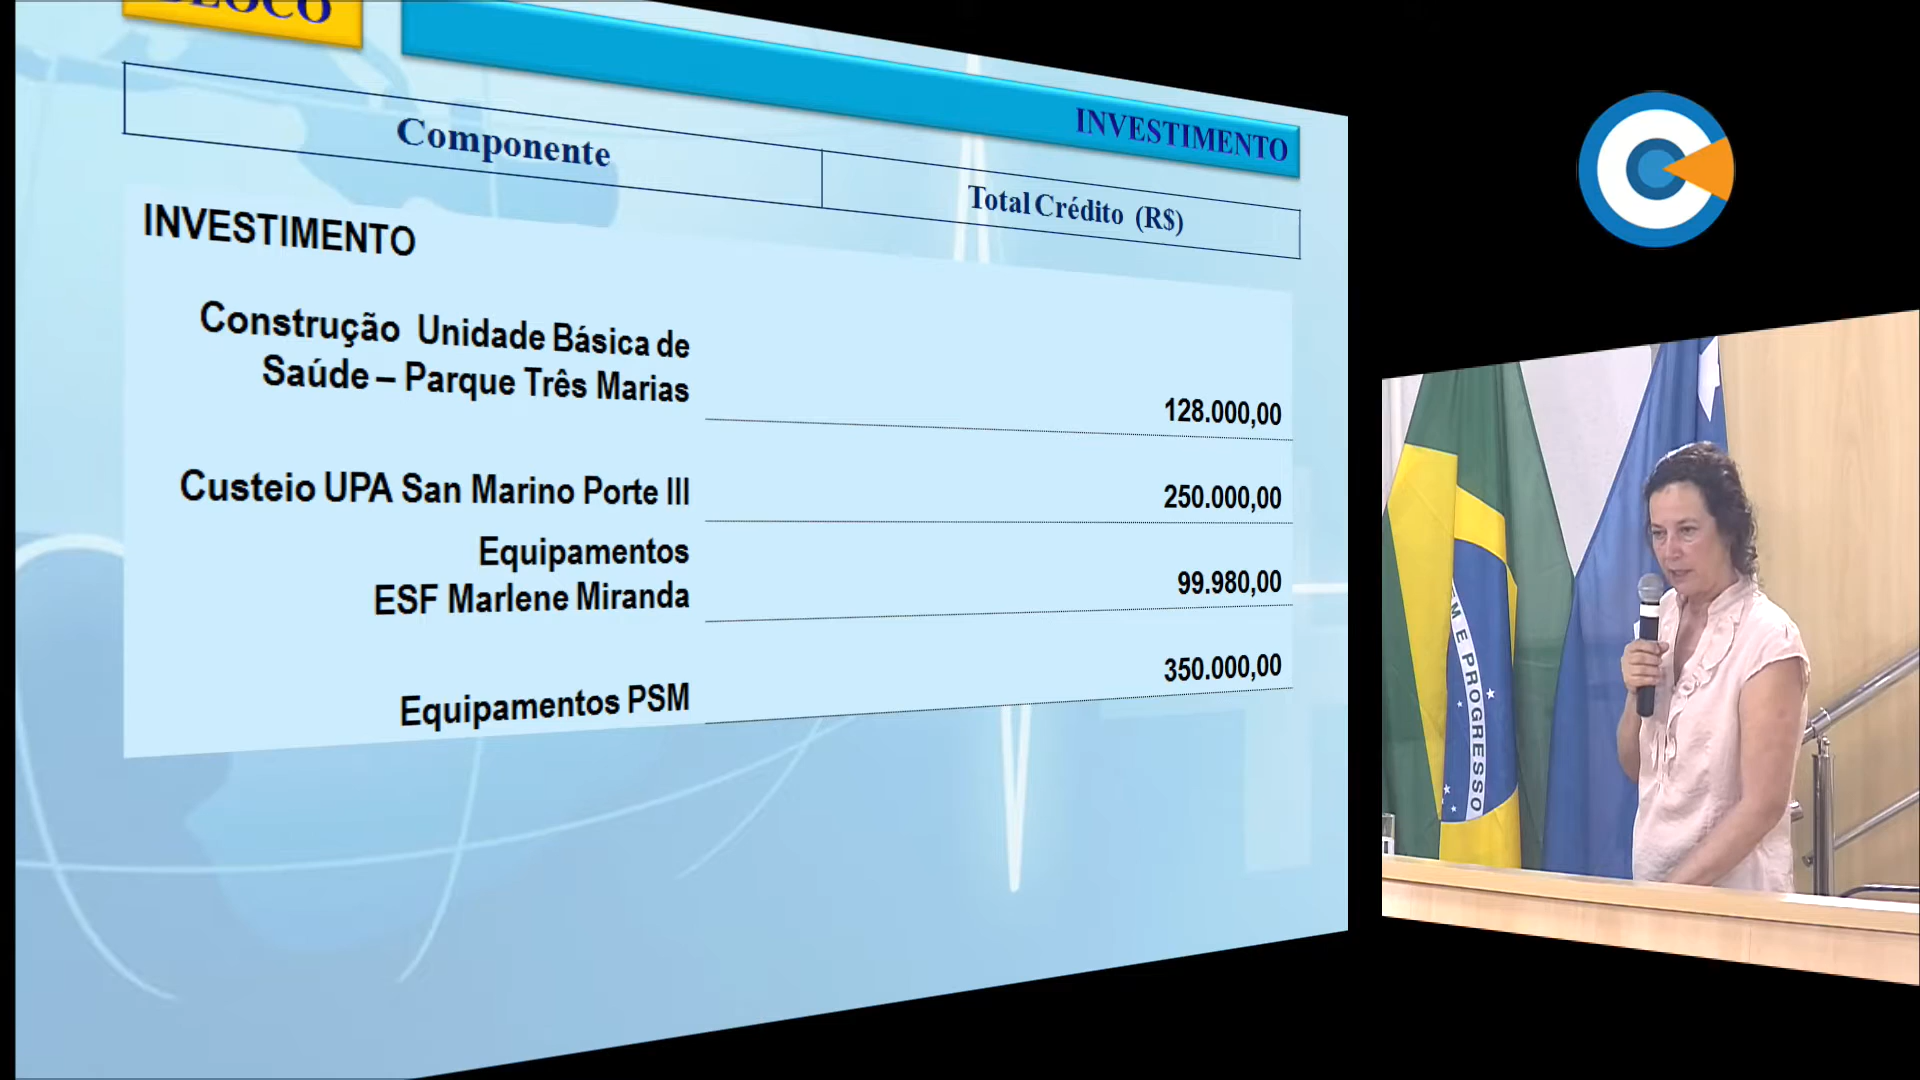 BLOCO
INVESTIMENTO
Componente
Total Crédito (R$)
INVESTIMENTO
Construção Unidade Básica de
Saúde – Parque Três Marias
128.000,00
Custeio UPA San Marino Porte III
250.000,00
Equipamentos
ESF Marlene Miranda
99.980,00
Equipamentos PSM
350.000,00
M E PROGRESSO